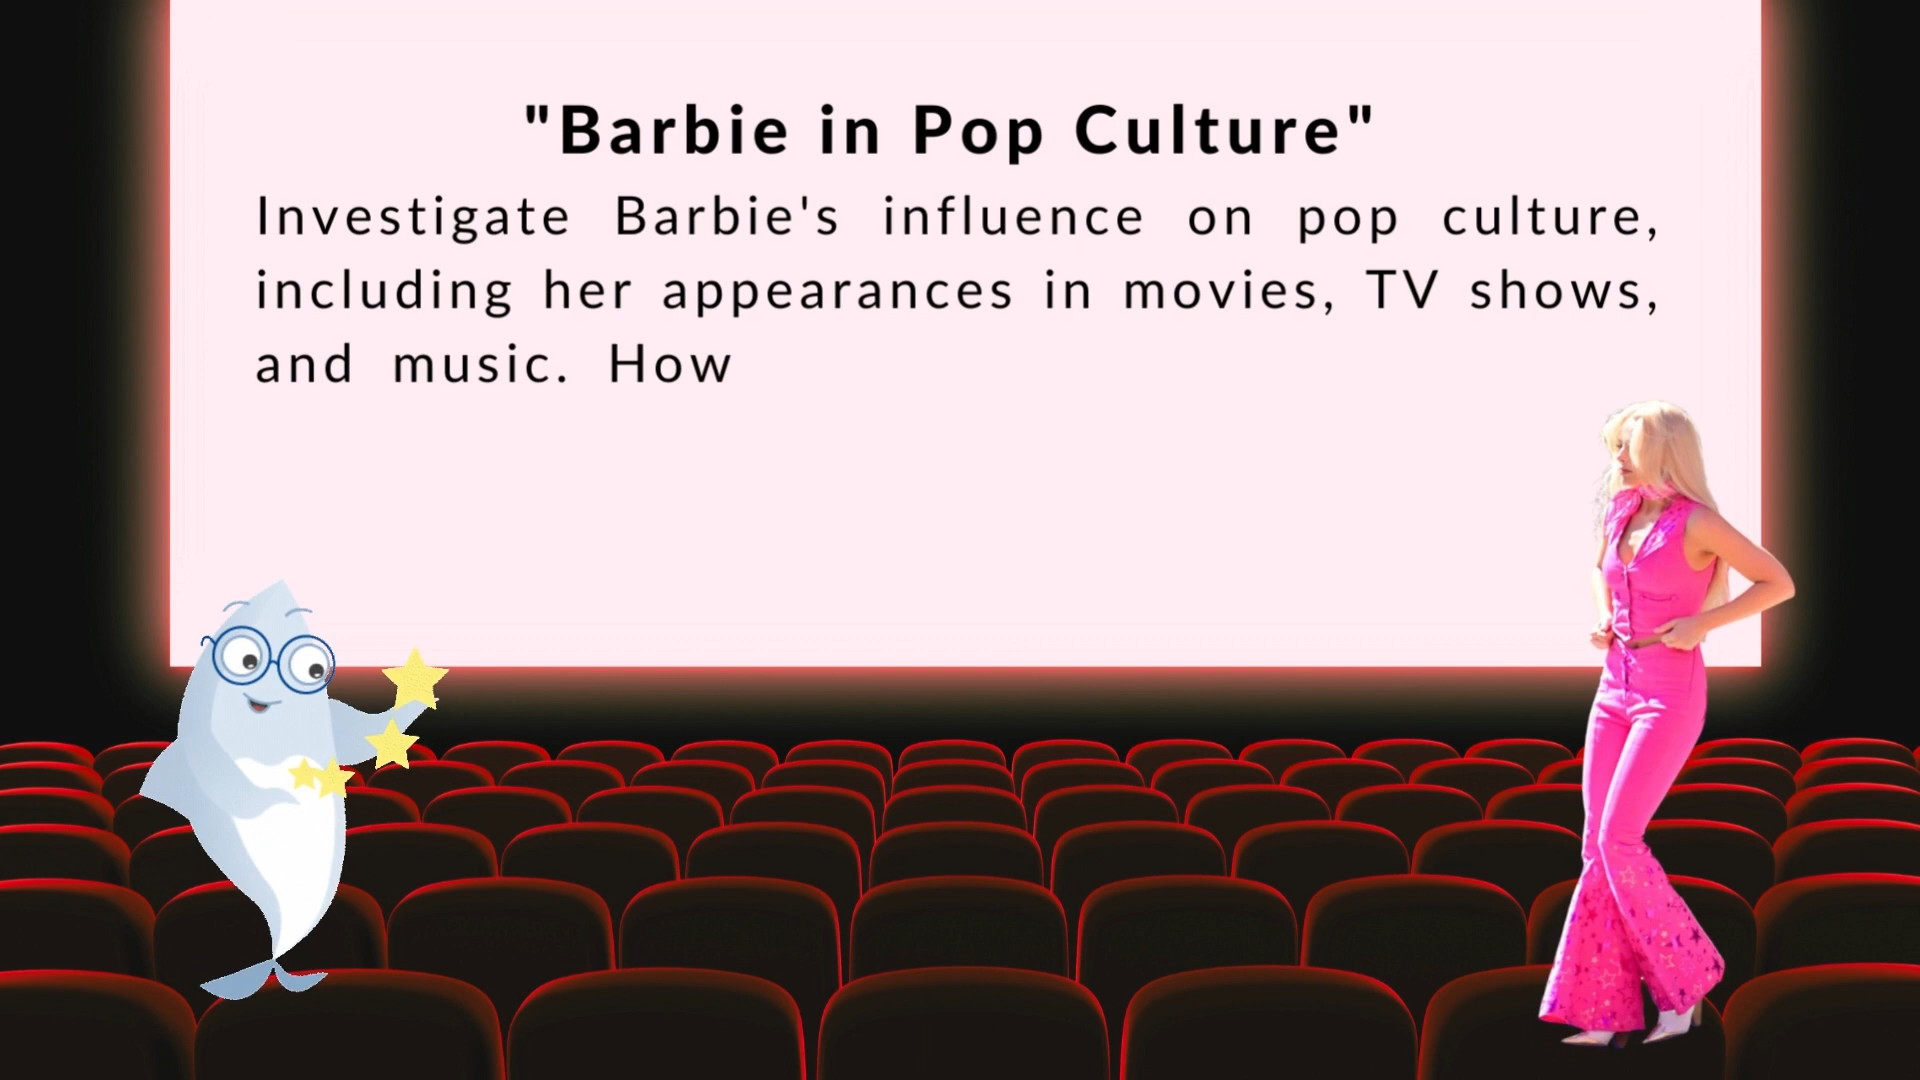 "Barbie in Pop Culture"
Investigate Barbie's influence on pop culture,
including her appearances in movies, TV shows,
and music. How